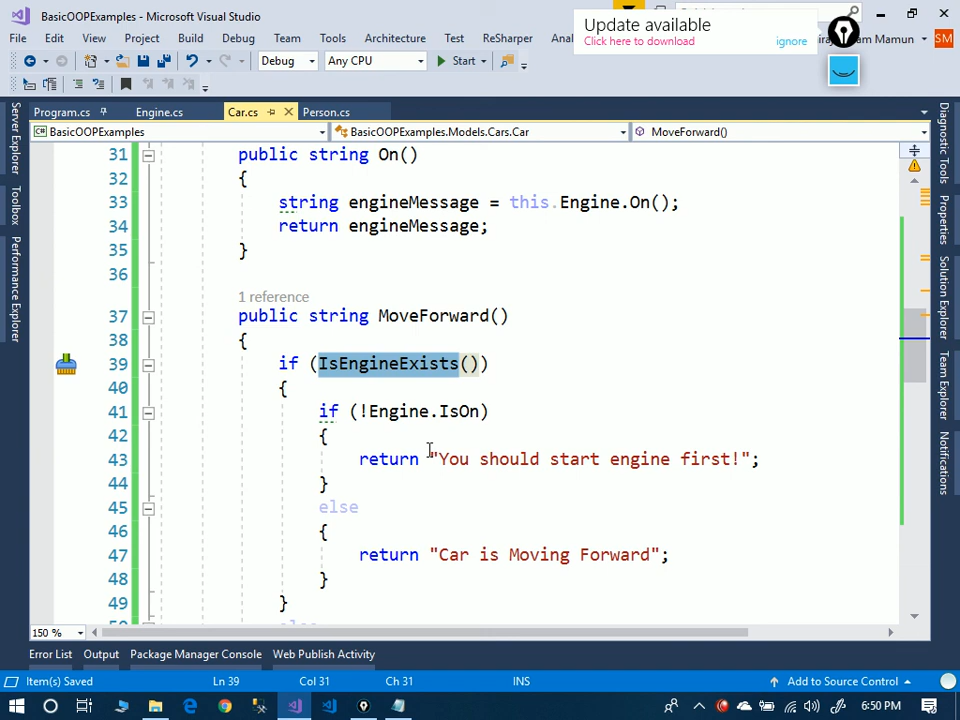 BasicOOPExamples - Microsoft Visual Studio
Update available
Click here to download
ignore
File Edit View Project Build Debug Team Tools Architecture Test ReSharper
am Mamun
SM
Debug
Any CPU
Start
Program.cs
Engine.cs
Car.cs
Person.cs
BasicOOPExamples
BasicOOPExamples.Models.Cars.Car
MoveForward()
Server Explorer
Toolbox
Performance Explorer
31 public string On()
32 {
33 string engineMessage = this.Engine.On();
34 return engineMessage;
35 }
36
1 reference
37 public string MoveForward()
38 {
39 if (IsEngineExists())
40 {
41 if (!Engine.IsOn)
42 {
43 return "You should start engine first!";
44 }
45 else
46 {
47 return "Car is Moving Forward";
48 }
49 }
Diagnostic Tools
Properties
Solution Explorer
Team Explorer
Notifications
150 %
Error List Output Package Manager Console Web Publish Activity
Item(s) Saved
Ln 39
Col 31
Ch 31
INS
Add to Source Control
6:50 PM